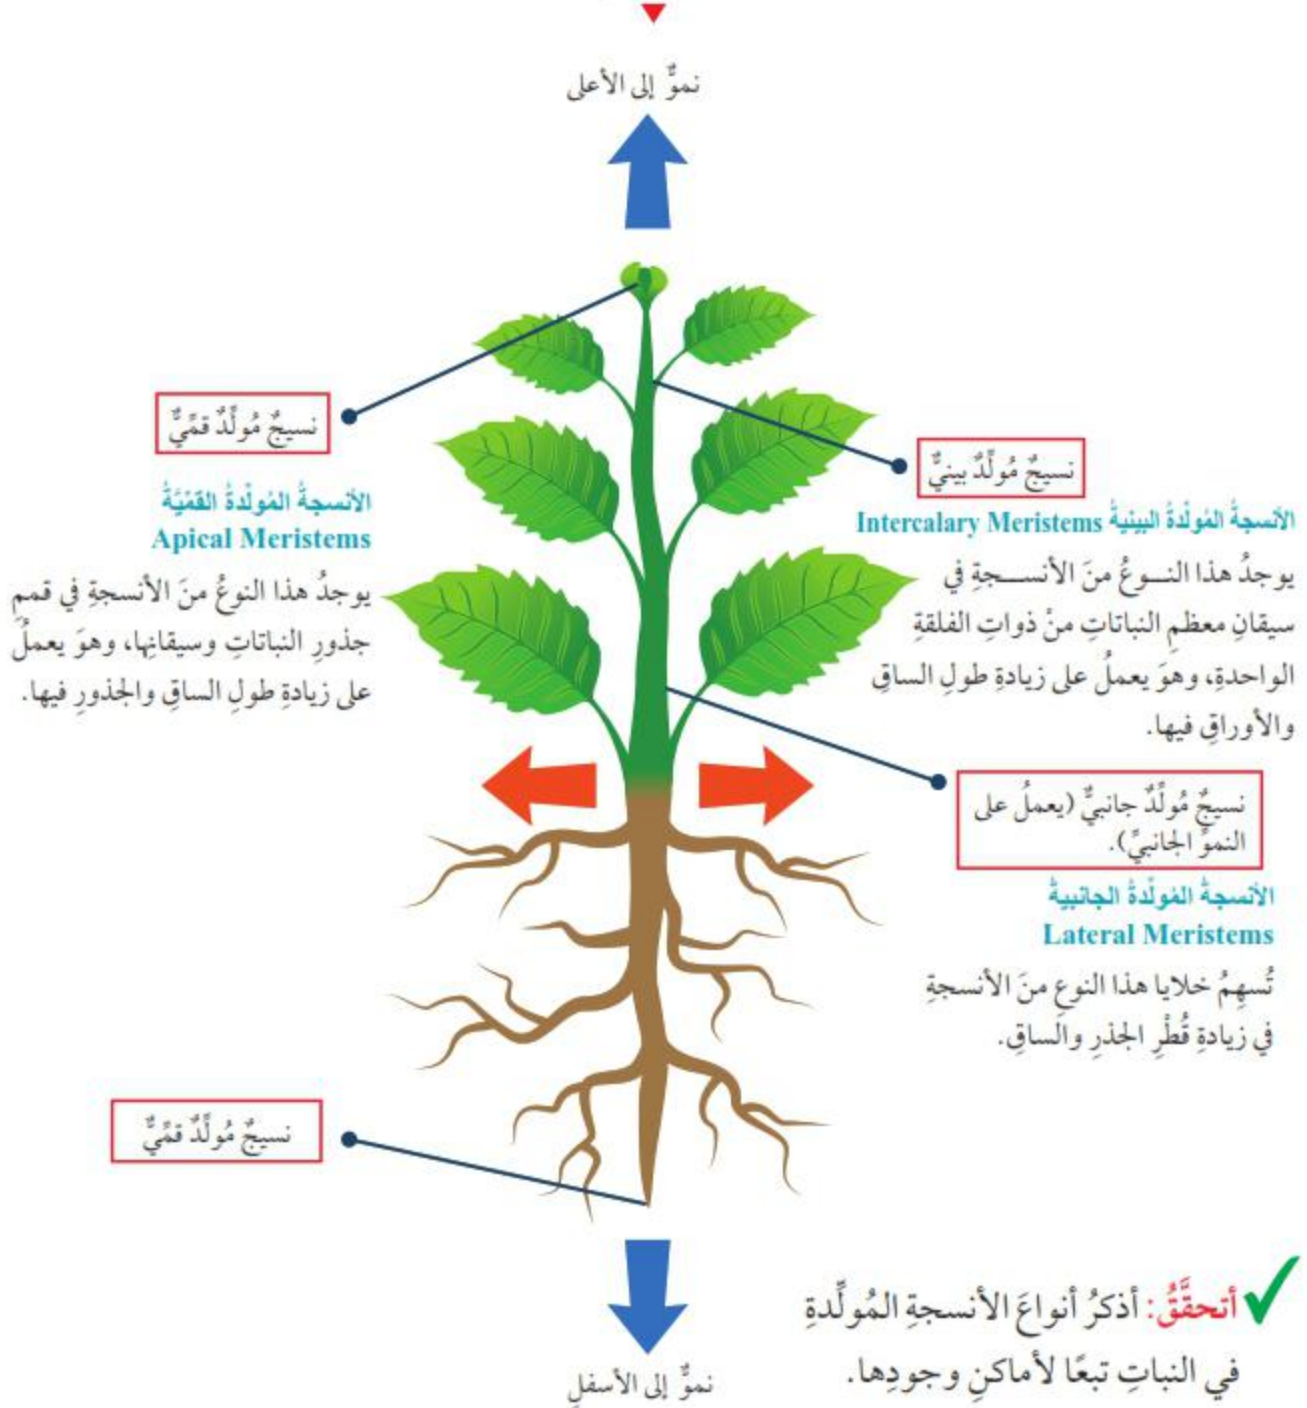 نموٌّ إلى الأعلى
نسيجٌ مُولِّدٌ قمِّيٌّ
الأنسجةُ المُولِّدةُ القمّيَّةُ
Apical Meristems
يوجدُ هذا النوعُ منَ الأنسجةِ في قممِ
جذورِ النباتاتِ وسيقانِها، وهوَ يعملُ
على زيادةِ طولِ الساقِ والجذورِ فيها.
نسيجٌ مُولِّدٌ بينيٌّ
الأنسجةُ المُولِّدةُ البينيةُ Intercalary Meristems
يوجدُ هذا النوعُ منَ الأنسجةِ في
سيقانِ معظمِ النباتاتِ منْ ذواتِ الفلقةِ
الواحدةِ، وهوَ يعملُ على زيادةِ طولِ الساقِ
والأوراقِ فيها.
نسيجٌ مُولِّدٌ جانبيٌّ (يعملُ على
النموِّ الجانبيِّ).
الأنسجةُ المُولِّدةُ الجانبيةُ
Lateral Meristems
تُسهِمُ خلايا هذا النوعِ منَ الأنسجةِ
في زيادةِ قُطْرِ الجذرِ والساقِ.
نسيجٌ مُولِّدٌ قمِّيٌّ
نموٌّ إلى الأسفلِ
أتحقَّقُ: أذكرُ أنواعَ الأنسجةِ المُولِّدةِ
في النباتِ تبعًا لأماكنِ وجودِها.